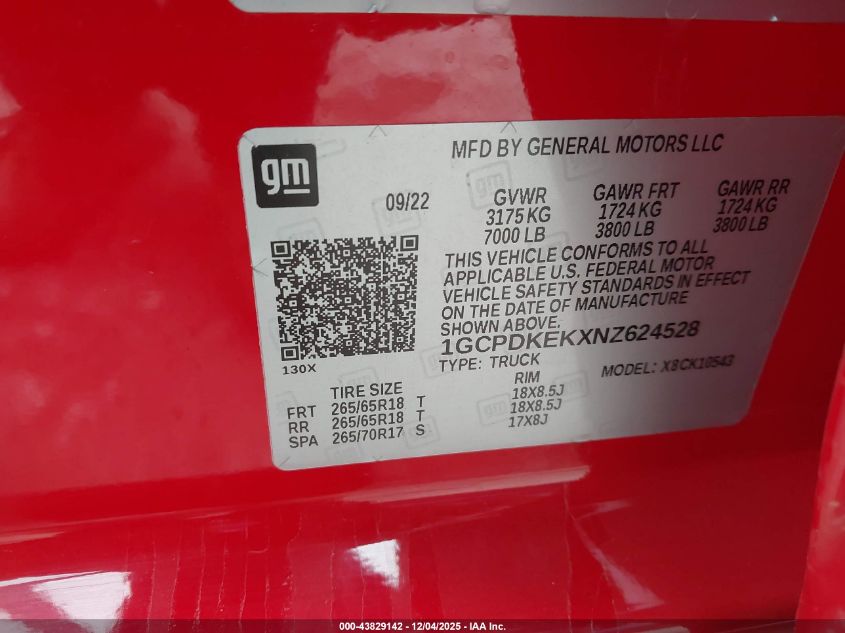 gm
MFD BY GENERAL MOTORS LLC
09/22
GVWR GAWR FRT GAWR RR
3175 KG 1724 KG 1724 KG
7000 LB 3800 LB 3800 LB
THIS VEHICLE CONFORMS TO ALL
APPLICABLE U.S. FEDERAL MOTOR
VEHICLE SAFETY STANDARDS IN EFFECT
ON THE DATE OF MANUFACTURE
SHOWN ABOVE.
1GCPDKEKXNZ624528
TYPE: TRUCK MODEL: X8CK10543
130X
TIRE SIZE RIM
FRT 265/65R18 T 18X8.5J
RR 265/65R18 T 18X8.5J
SPA 265/70R17 S 17X8J
000-43829142 - 12/04/2025 - IAA Inc.